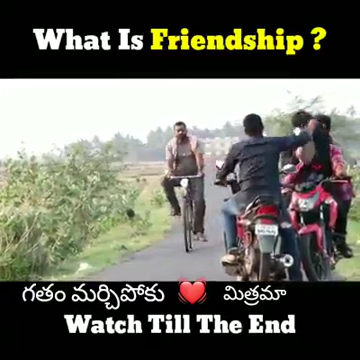 What Is Friendship ?
గతం మర్చిపోకు మిత్రమా
Watch Till The End